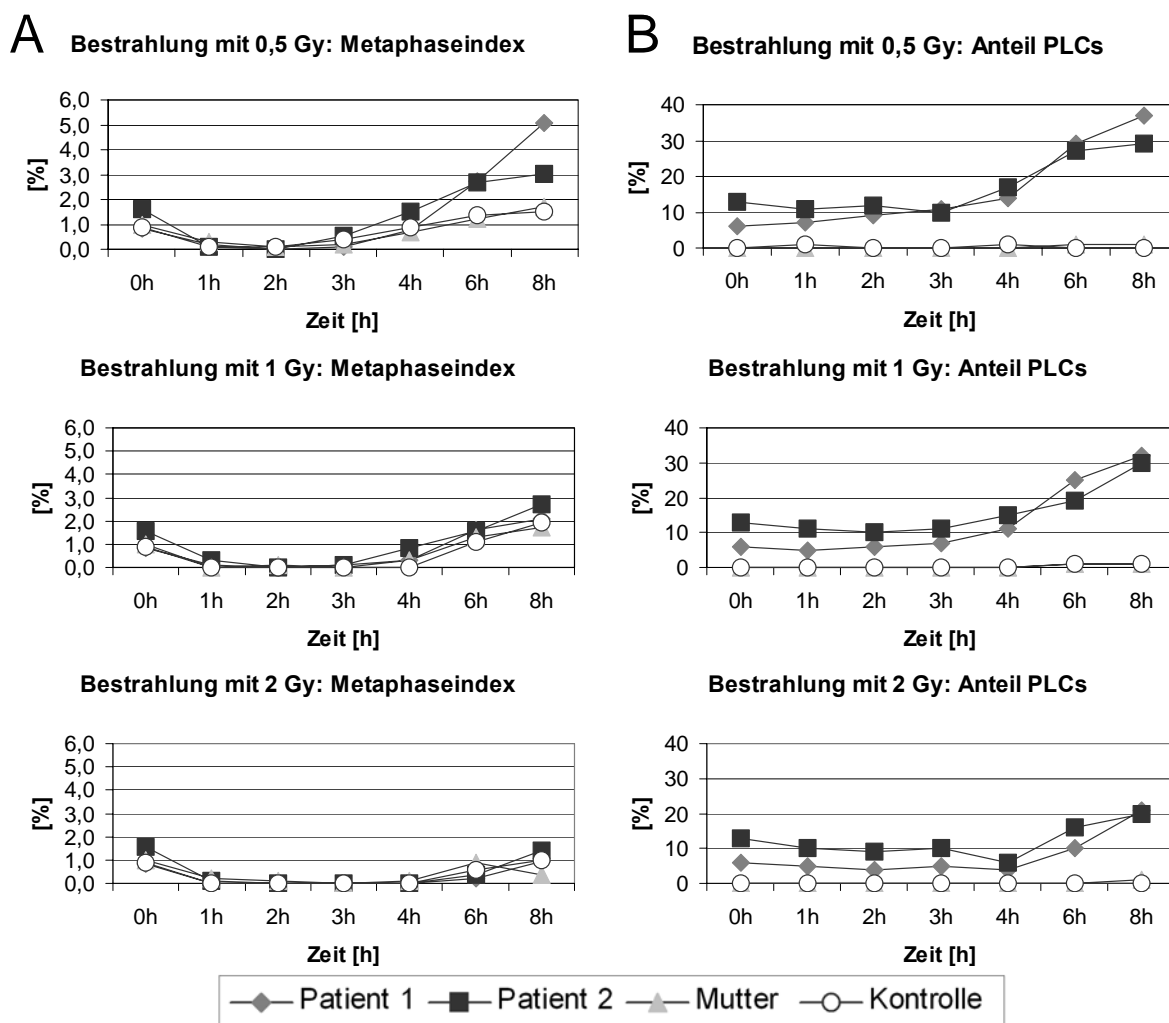 A
Bestrahlung mit 0,5 Gy: Metaphaseindex
6,0
5,0
4,0
3,0
2,0
1,0
0,0
[%]
0h 1h 2h 3h 4h 6h 8h
Zeit [h]
B
Bestrahlung mit 0,5 Gy: Anteil PLCs
40
30
20
10
0
[%]
0h 1h 2h 3h 4h 6h 8h
Zeit [h]
Bestrahlung mit 1 Gy: Metaphaseindex
6,0
5,0
4,0
3,0
2,0
1,0
0,0
[%]
0h 1h 2h 3h 4h 6h 8h
Zeit [h]
Bestrahlung mit 1 Gy: Anteil PLCs
40
30
20
10
0
[%]
0h 1h 2h 3h 4h 6h 8h
Zeit [h]
Bestrahlung mit 2 Gy: Metaphaseindex
6,0
5,0
4,0
3,0
2,0
1,0
0,0
[%]
0h 1h 2h 3h 4h 6h 8h
Zeit [h]
Bestrahlung mit 2 Gy: Anteil PLCs
40
30
20
10
0
[%]
0h 1h 2h 3h 4h 6h 8h
Zeit [h]
Patient 1 Patient 2 Mutter Kontrolle